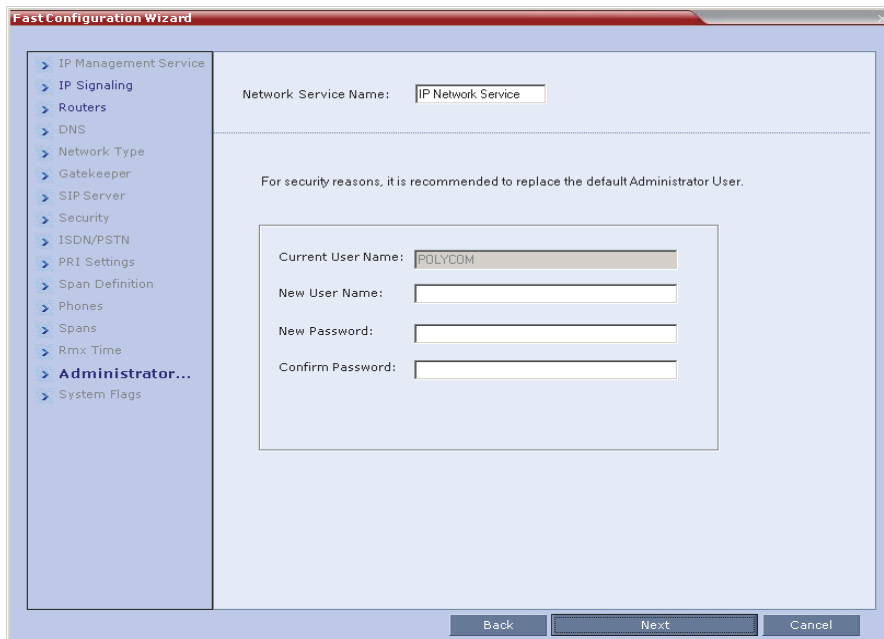 Fast Configuration Wizard
IP Management Service
IP Signaling
Routers
DNS
Network Type
Gatekeeper
SIP Server
Security
ISDN/PSTN
PRI Settings
Span Definition
Phones
Spans
Rmx Time
Administrator...
System Flags
Network Service Name: IP Network Service
For security reasons, it is recommended to replace the default Administrator User.
Current User Name: POLYCOM
New User Name:
New Password:
Confirm Password:
Back Next Cancel